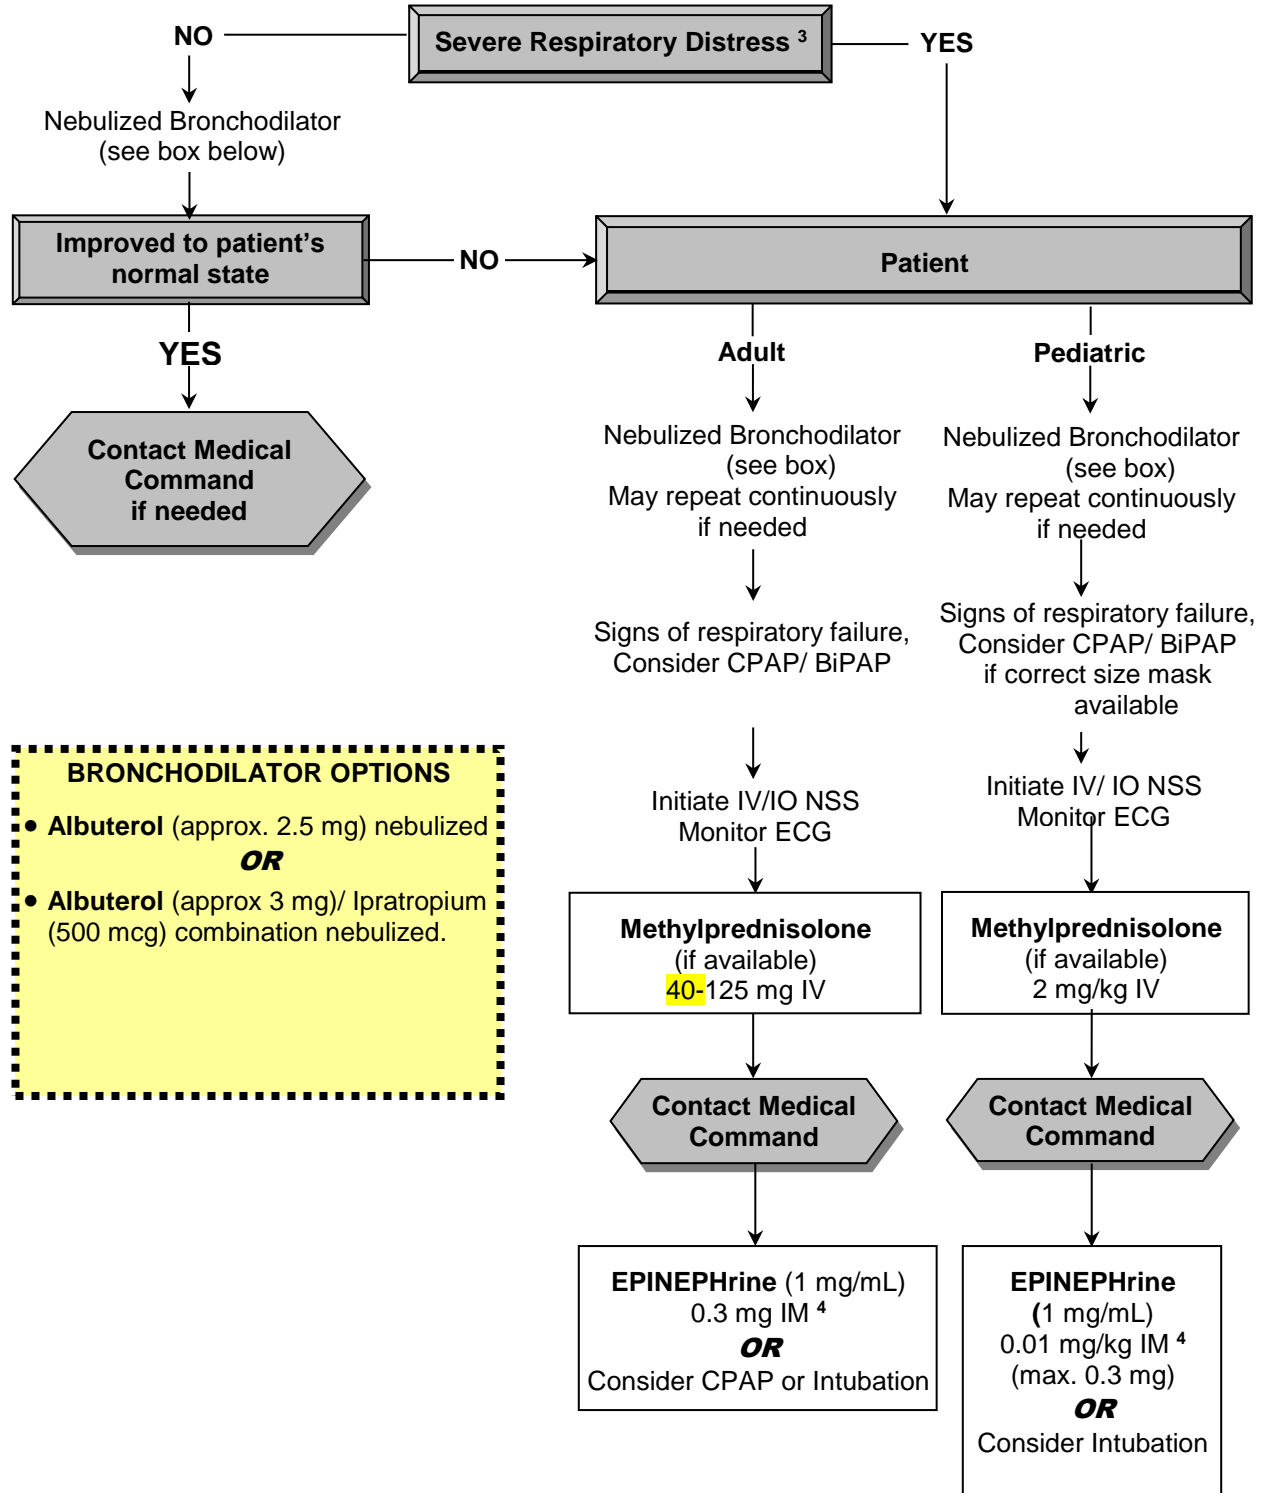 NO
Severe Respiratory Distress ³
YES
Nebulized Bronchodilator
(see box below)
Improved to patient's
normal state
NO
Patient
YES
Contact Medical
Command
if needed
Adult
Nebulized Bronchodilator
(see box)
May repeat continuously
if needed
Signs of respiratory failure,
Consider CPAP/ BiPAP
Initiate IV/IO NSS
Monitor ECG
Methylprednisolone
(if available)
40-125 mg IV
Contact Medical
Command
EPINEPHrine (1 mg/mL)
0.3 mg IM ⁴
OR
Consider CPAP or Intubation
Pediatric
Nebulized Bronchodilator
(see box)
May repeat continuously
if needed
Signs of respiratory failure,
Consider CPAP/ BiPAP
if correct size mask
available
Initiate IV/ IO NSS
Monitor ECG
Methylprednisolone
(if available)
2 mg/kg IV
Contact Medical
Command
EPINEPHrine
(1 mg/mL)
0.01 mg/kg IM ⁴
(max. 0.3 mg)
OR
Consider Intubation
BRONCHODILATOR OPTIONS
• Albuterol (approx. 2.5 mg) nebulized
OR
• Albuterol (approx 3 mg)/ Ipratropium
(500 mcg) combination nebulized.